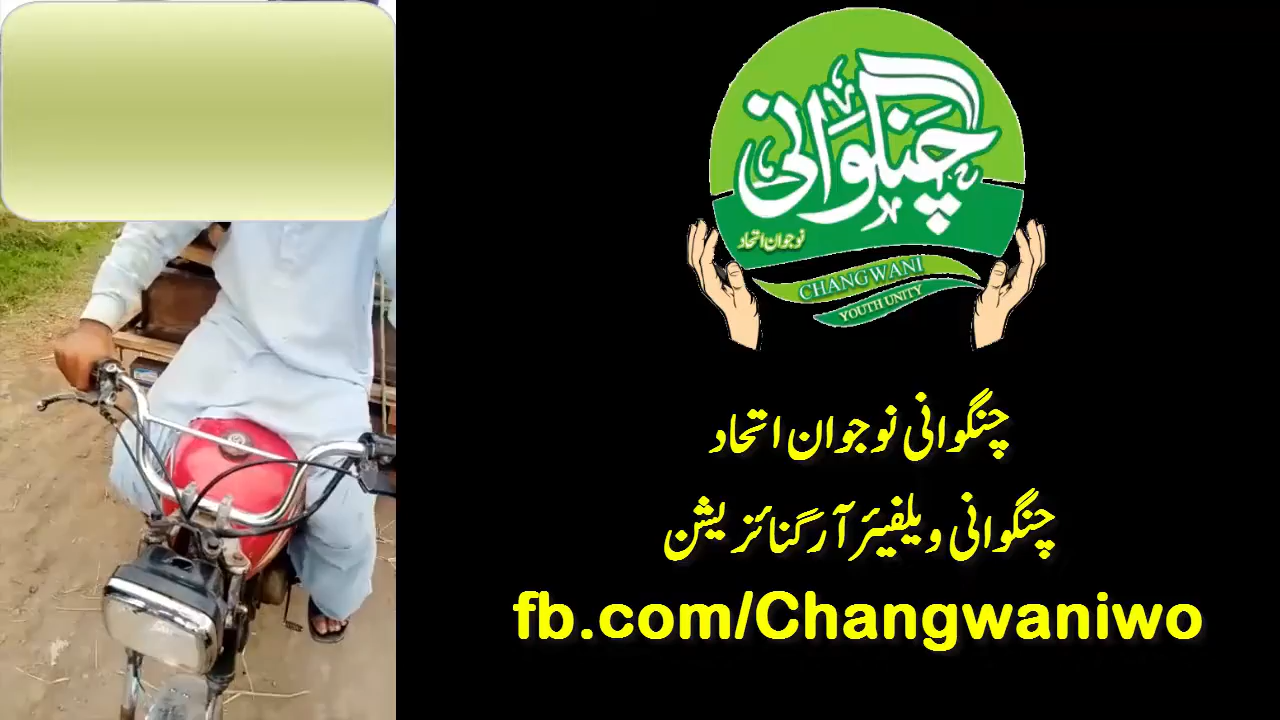 چنگوانی
نوجوان اتحاد
CHANGWANI
YOUTH UNITY
چنگوانی نوجوان اتحاد
چنگوانی ویلفیئر آرگنائزیشن
fb.com/Changwaniwo